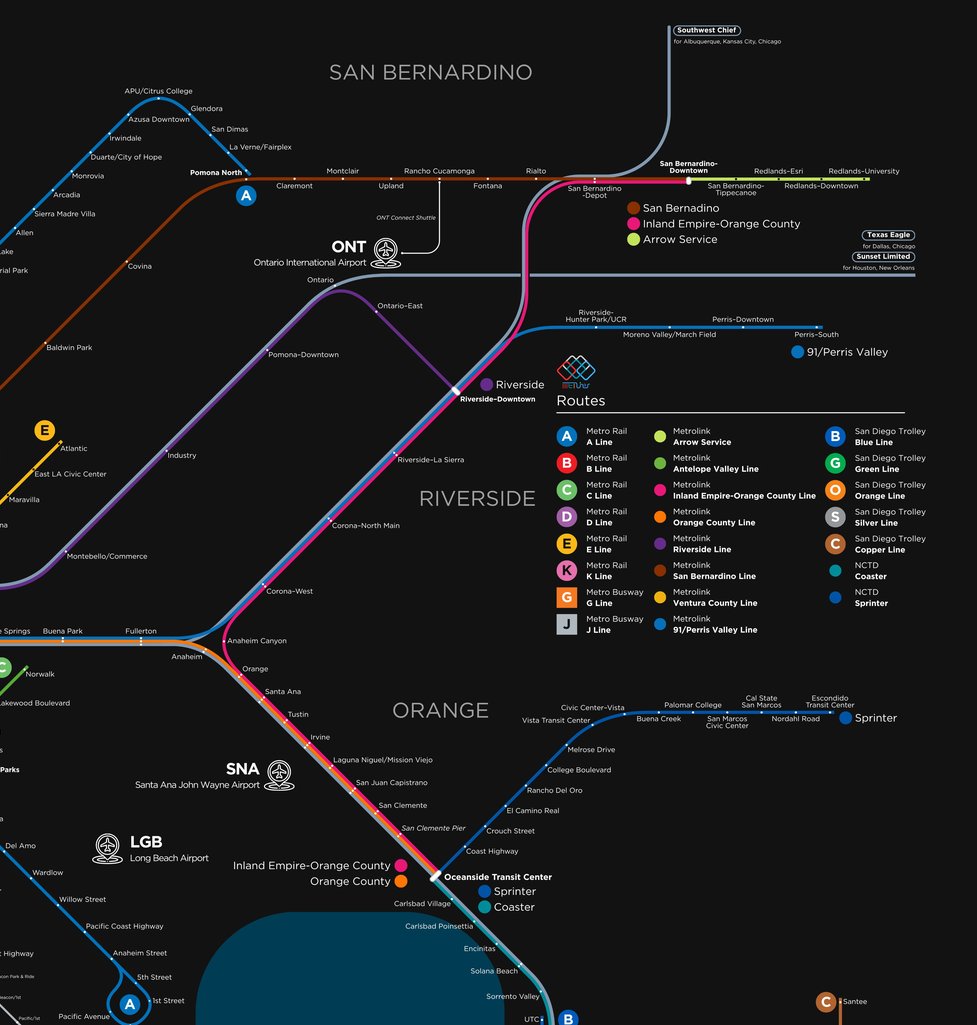 Southwest Chief
for Albuquerque, Kansas City, Chicago
SAN BERNARDINO
APU/Citrus College
Glendora
Azusa Downtown
San Dimas
Irwindale
La Verne/Fairplex
Duarte/City of Hope
Pomona North
Monrovia
A
Arcadia
Sierra Madre Villa
Allen
Lake
rial Park
Claremont
Montclair
Upland
Rancho Cucamonga
Fontana
Rialto
San Bernardino
-Depot
San Bernardino-
Downtown
San Bernardino-
Tippecanoe
Redlands-Esri
Redlands-Downtown
Redlands-University
San Bernadino
Inland Empire-Orange County
Arrow Service
ONT Connect Shuttle
ONT
Ontario International Airport
Texas Eagle
for Dallas, Chicago
Sunset Limited
for Houston, New Orleans
Covina
Baldwin Park
Ontario
Ontario-East
Pomona-Downtown
Industry
Montebello/Commerce
Riverside-
Hunter Park/UCR
Moreno Valley/March Field
Perris-Downtown
Perris-South
91/Perris Valley
Riverside
Riverside-Downtown
Riverside-La Sierra
RIVERSIDE
Corona-North Main
Corona-West
E
Atlantic
East LA Civic Center
Maravilla
na
Routes
A
Metro Rail
A Line
B
Metro Rail
B Line
C
Metro Rail
C Line
D
Metro Rail
D Line
E
Metro Rail
E Line
K
Metro Rail
K Line
G
Metro Busway
G Line
J
Metro Busway
J Line
Metrolink
Arrow Service
Metrolink
Antelope Valley Line
Metrolink
Inland Empire-Orange County Line
Metrolink
Orange County Line
Metrolink
Riverside Line
Metrolink
San Bernardino Line
Metrolink
Ventura County Line
Metrolink
91/Perris Valley Line
B
San Diego Trolley
Blue Line
G
San Diego Trolley
Green Line
O
San Diego Trolley
Orange Line
S
San Diego Trolley
Silver Line
C
San Diego Trolley
Copper Line
NCTD
Coaster
NCTD
Sprinter
e Springs
Buena Park
Fullerton
Anaheim
Anaheim Canyon
Orange
Santa Ana
Tustin
Irvine
Laguna Niguel/Mission Viejo
San Juan Capistrano
San Clemente
San Clemente Pier
C
Norwalk
Lakewood Boulevard
ORANGE
SNA
Santa Ana John Wayne Airport
LGB
Long Beach Airport
Inland Empire-Orange County
Orange County
Oceanside Transit Center
Sprinter
Coaster
Coast Highway
Crouch Street
El Camino Real
Rancho Del Oro
College Boulevard
Melrose Drive
Vista Transit Center
Civic Center-Vista
Buena Creek
Palomar College
San Marcos
Civic Center
Cal State
San Marcos
Nordahl Road
Escondido
Transit Center
Sprinter
s
Parks
a
Del Amo
Wardlow
Willow Street
Pacific Coast Highway
Anaheim Street
5th Street
1st Street
Pacific Avenue
A
t Highway
con Park & Ride
eacon/1st
Pacific/1st
Carlsbad Village
Carlsbad Poinsettia
Encinitas
Solana Beach
Sorrento Valley
UTC
B
C
Santee